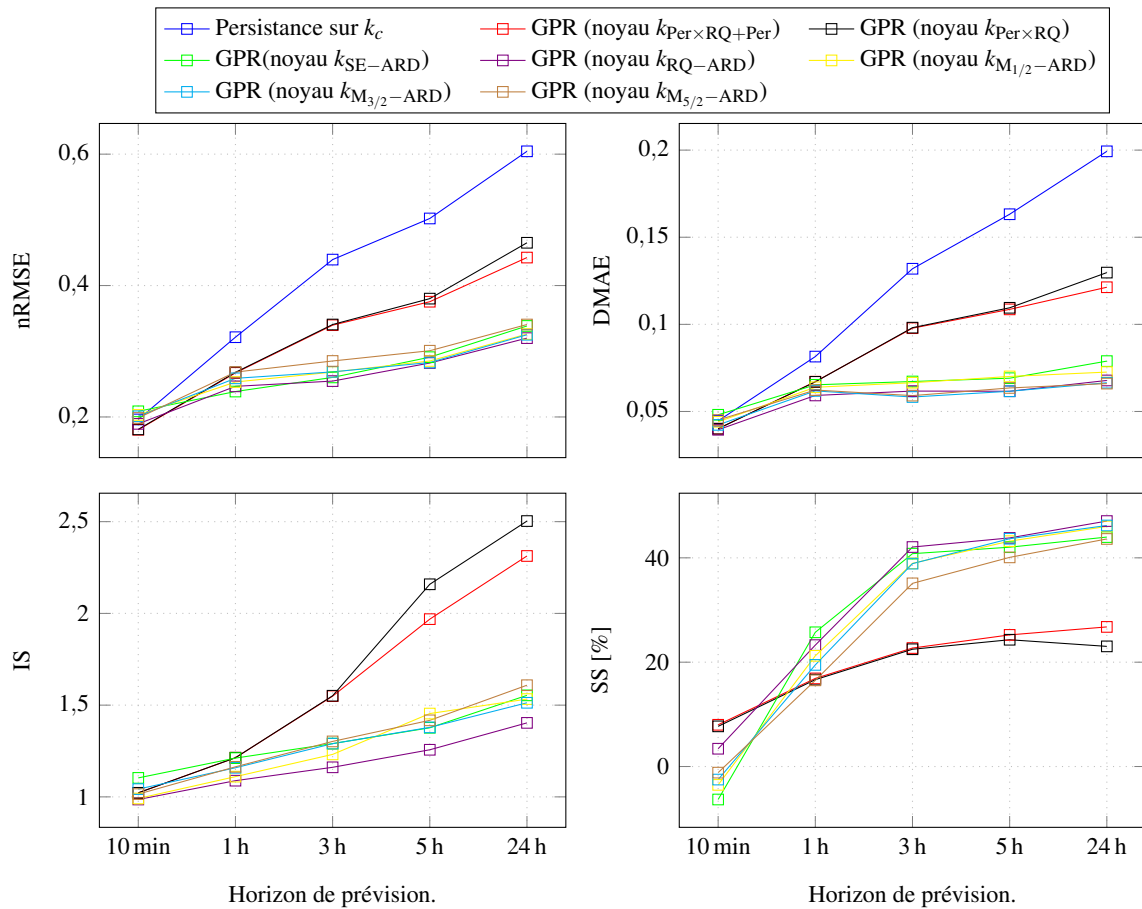 Persistance sur k_c
GPR (noyau k_Per×RQ+Per)
GPR (noyau k_Per×RQ)
GPR(noyau k_SE−ARD)
GPR (noyau k_RQ−ARD)
GPR (noyau k_M1/2−ARD)
GPR (noyau k_M3/2−ARD)
GPR (noyau k_M5/2−ARD)
nRMSE
0,6
0,4
0,2
DMAE
0,2
0,15
0,1
0,05
IS
2,5
2
1,5
1
10 min 1 h 3 h 5 h 24 h
Horizon de prévision.
SS [%]
40
20
0
10 min 1 h 3 h 5 h 24 h
Horizon de prévision.